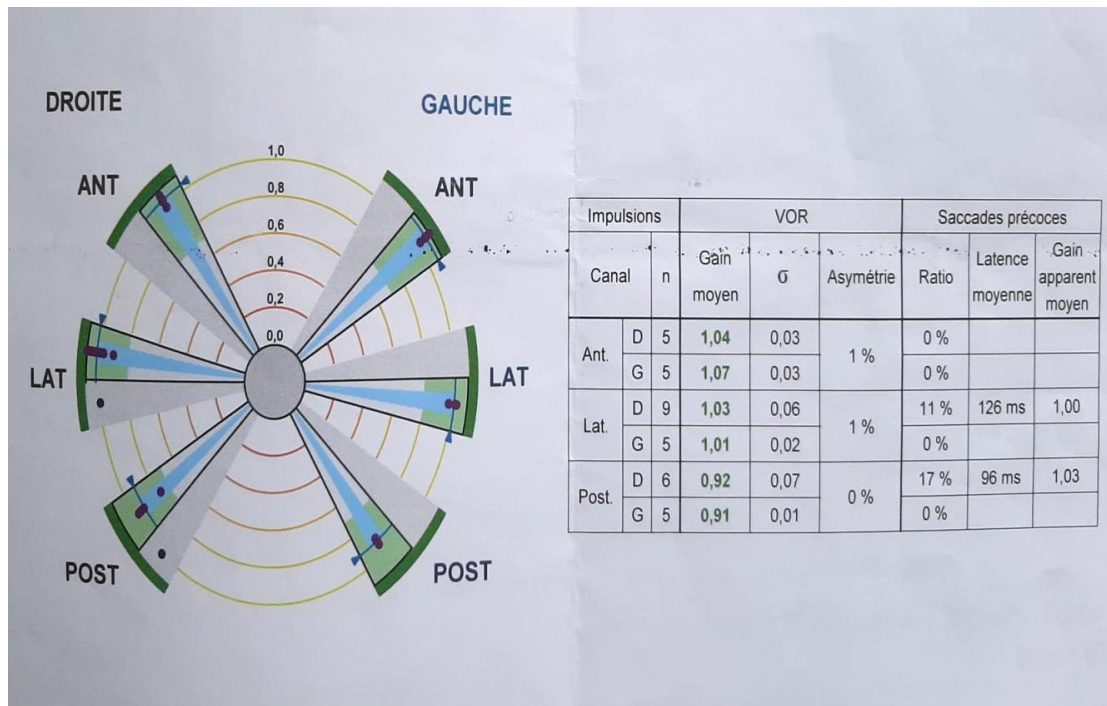 DROITE
GAUCHE
ANT
ANT
1,0
0,8
0,6
0,4
0,2
0,0
LAT
LAT
POST
POST
Impulsions VOR Saccades précoces
Canal n Gain moyen σ Asymétrie Ratio Latence moyenne Gain apparent moyen
Ant. D 5 1,04 0,03 1 % 0 %
G 5 1,07 0,03 0 %
Lat. D 9 1,03 0,06 1 % 11 % 126 ms 1,00
G 5 1,01 0,02 0 %
Post. D 6 0,92 0,07 0 % 17 % 96 ms 1,03
G 5 0,91 0,01 0 %